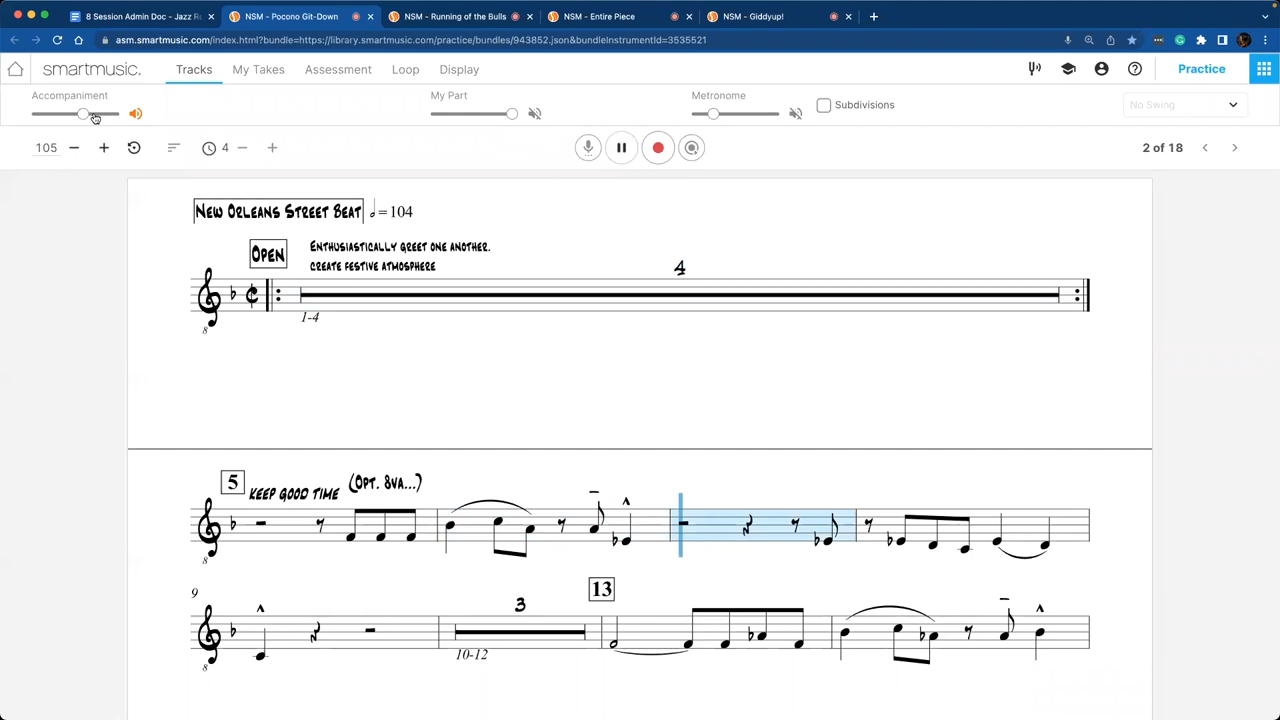 8 Session Admin Doc - Jazz R
NSM - Pocono Git-Down
NSM - Running of the Bulls
NSM - Entire Piece
NSM - Giddyup!
asm.smartmusic.com/index.html?bundle=https://library.smartmusic.com/practice/bundles/943852.json&bundleInstrumentId=3535521
smartmusic.
Tracks
My Takes
Assessment
Loop
Display
Practice
Accompaniment
My Part
Metronome
Subdivisions
No Swing
105
4
2 of 18
New Orleans Street Beat = 104
Open
Enthusiastically greet one another.
create festive atmosphere
4
1-4
8
5
keep good time (Opt. 8va...)
8
9
3
13
10-12
8